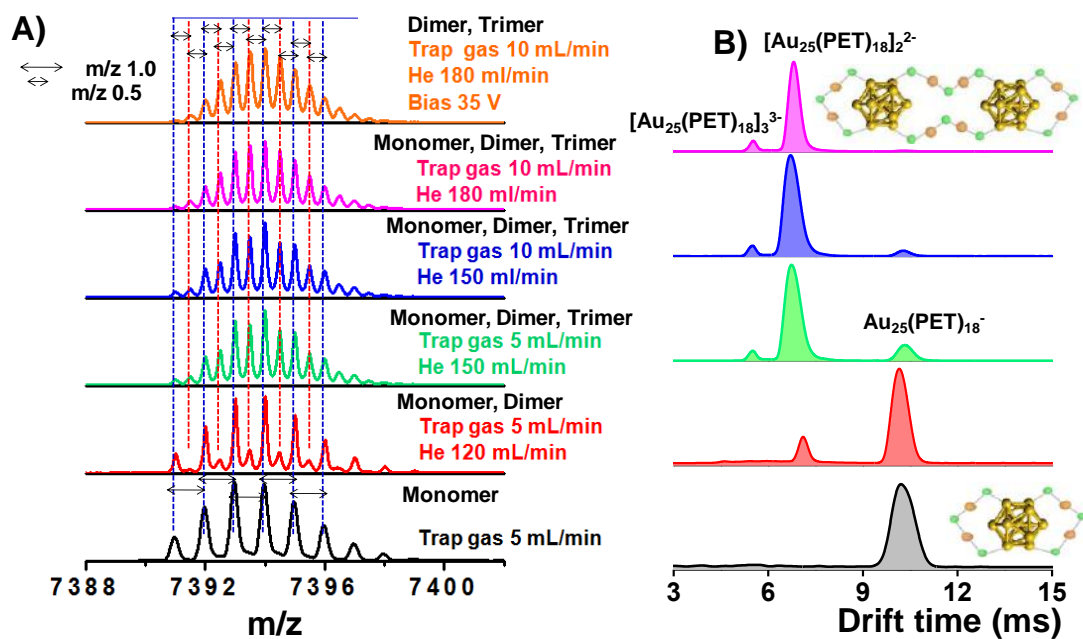 A)
m/z 1.0
m/z 0.5
Dimer, Trimer
Trap gas 10 mL/min
He 180 ml/min
Bias 35 V
Monomer, Dimer, Trimer
Trap gas 10 mL/min
He 180 ml/min
Monomer, Dimer, Trimer
Trap gas 10 mL/min
He 150 ml/min
Monomer, Dimer, Trimer
Trap gas 5 mL/min
He 150 mL/min
Monomer, Dimer
Trap gas 5 mL/min
He 120 mL/min
Monomer
Trap gas 5 mL/min
7388 7392 7396 7400
m/z
B)
[Au25(PET)18]2²⁻
[Au25(PET)18]3³⁻
Au25(PET)18⁻
3 6 9 12 15
Drift time (ms)